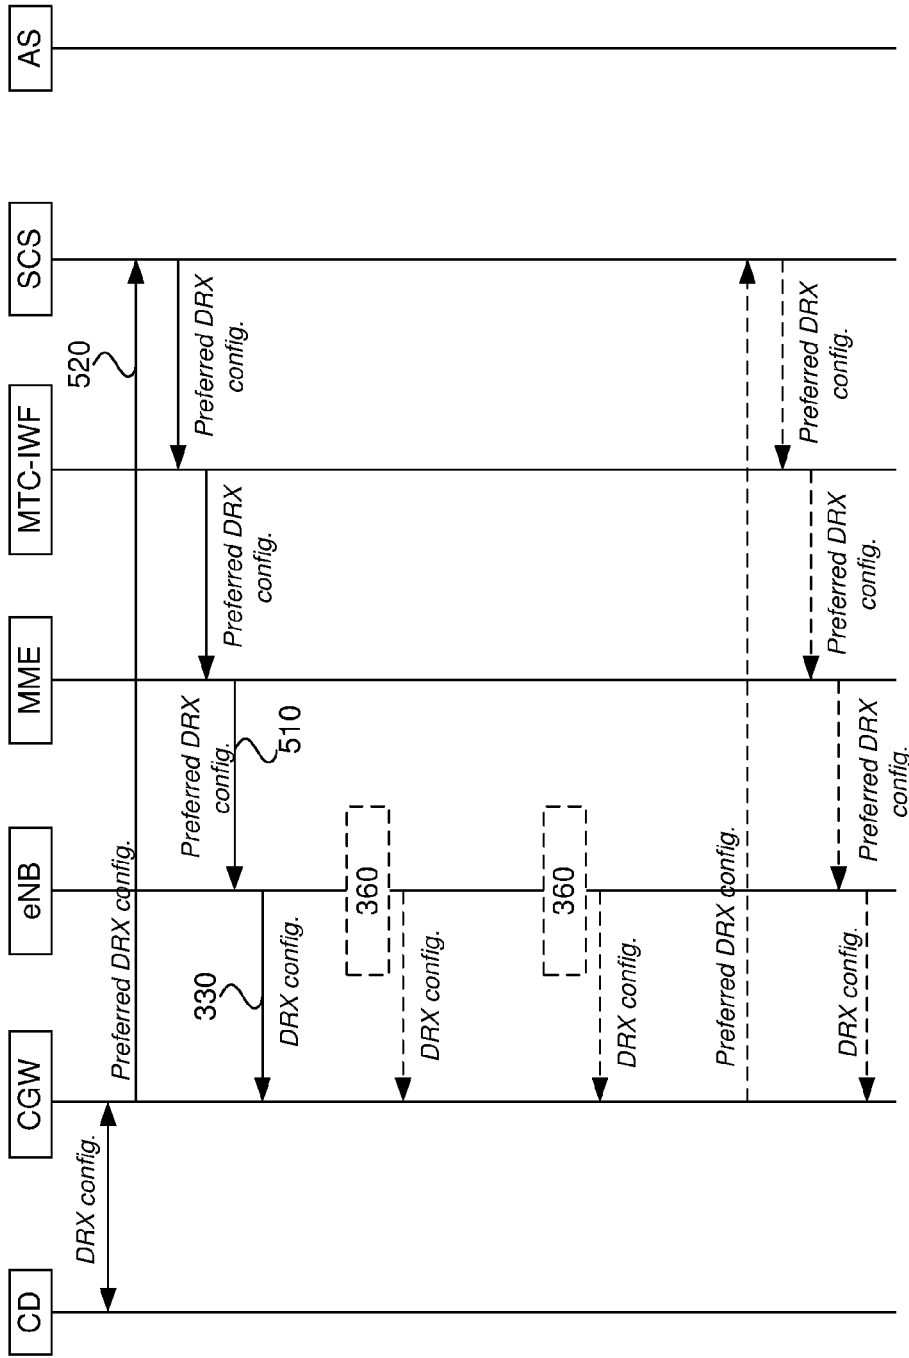 CD
CGW
eNB
MME
MTC-IWF
SCS
AS
DRX config.
Preferred DRX config.
520
Preferred DRX
config.
Preferred DRX
config.
Preferred DRX
config.
510
330
DRX config.
360
DRX config.
360
DRX config.
Preferred DRX config.
Preferred DRX
config.
Preferred DRX
config.
Preferred DRX
config.
DRX config.